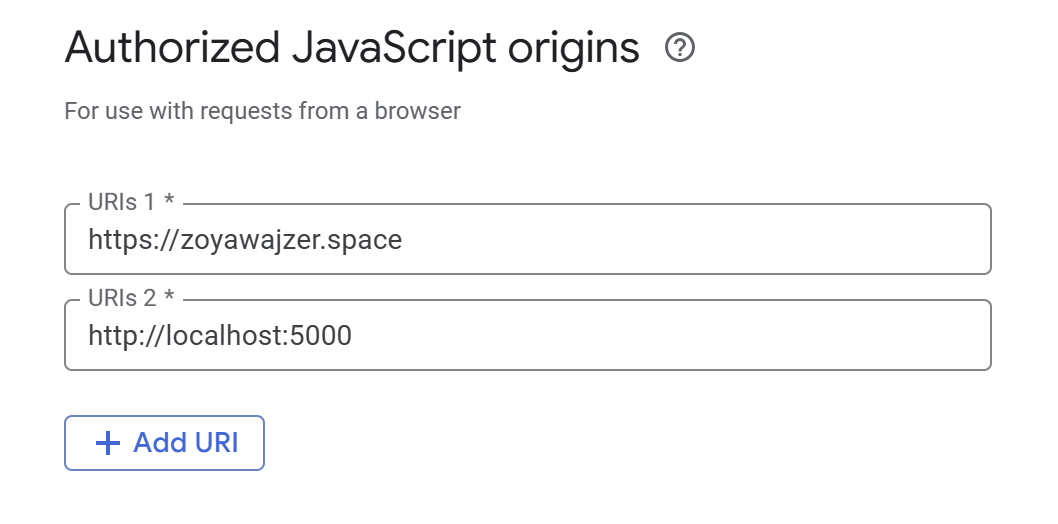 Authorized JavaScript origins
For use with requests from a browser
URIs 1 *
https://zoyawajzer.space
URIs 2 *
http://localhost:5000
+ Add URI